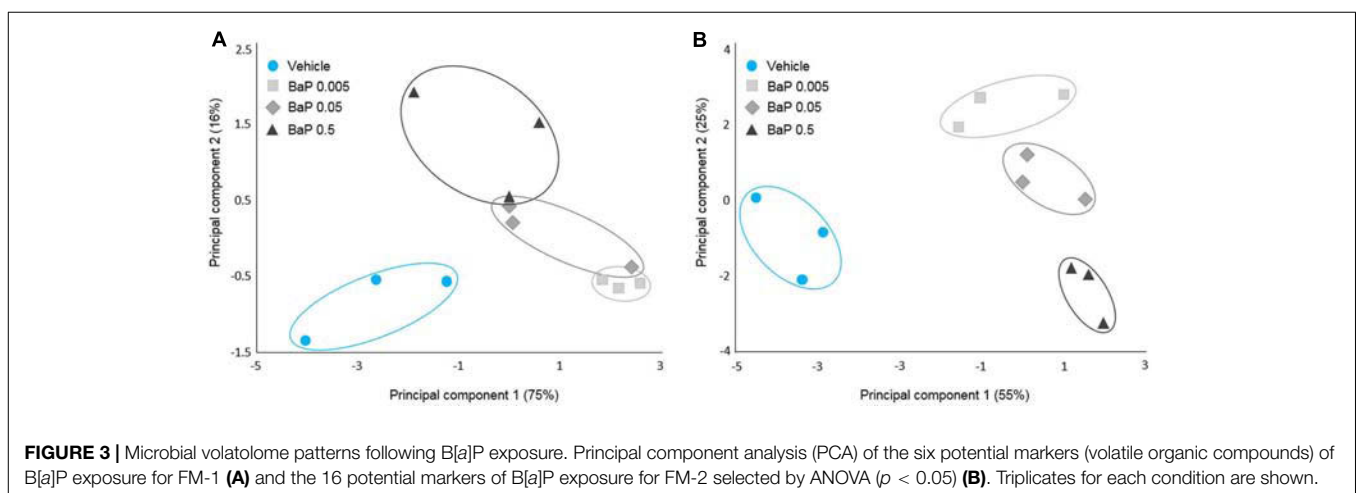 A
2.5
1.5
0.5
-0.5
-1.5
Principal component 2 (16%)
Vehicle
BaP 0.005
BaP 0.05
BaP 0.5
-5
-3
-1
1
3
Principal component 1 (75%)
B
4
2
0
-2
-4
Principal component 2 (25%)
Vehicle
BaP 0.005
BaP 0.05
BaP 0.5
-5
-3
-1
1
3
Principal component 1 (55%)
FIGURE 3 | Microbial volatolome patterns following B[a]P exposure. Principal component analysis (PCA) of the six potential markers (volatile organic compounds) of
B[a]P exposure for FM-1 (A) and the 16 potential markers of B[a]P exposure for FM-2 selected by ANOVA (p < 0.05) (B). Triplicates for each condition are shown.